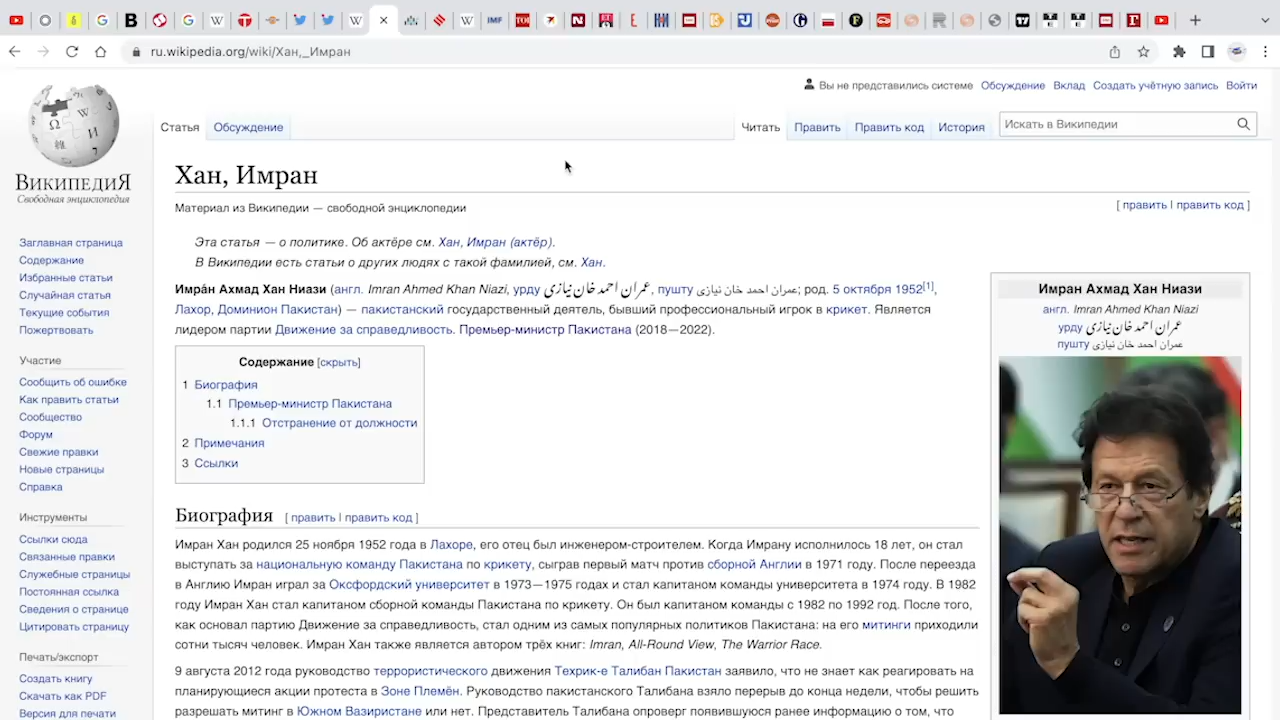 ru.wikipedia.org/wiki/Хан,_Имран
Вы не представились системе Обсуждение Вклад Создать учётную запись Войти
ВикипедиЯ
Свободная энциклопедия
Статья Обсуждение Читать Править Править код История Искать в Википедии
Хан, Имран
Материал из Википедии — свободной энциклопедии
[ править | править код ]
Эта статья — о политике. Об актёре см. Хан, Имран (актёр).
В Википедии есть статьи о других людях с такой фамилией, см. Хан.
Имра́н Ахмад Хан Ниази (англ. Imran Ahmed Khan Niazi, урду عمران احمد خان نیازی, пушту عمران احمد خان نيازی; род. 5 октября 1952[1],
Лахор, Доминион Пакистан) — пакистанский государственный деятель, бывший профессиональный игрок в крикет. Является
лидером партии Движение за справедливость. Премьер-министр Пакистана (2018—2022).
Содержание [скрыть]
1 Биография
1.1 Премьер-министр Пакистана
1.1.1 Отстранение от должности
2 Примечания
3 Ссылки
Биография [ править | править код ]
Имран Хан родился 25 ноября 1952 года в Лахоре, его отец был инженером-строителем. Когда Имрану исполнилось 18 лет, он стал
выступать за национальную команду Пакистана по крикету, сыграв первый матч против сборной Англии в 1971 году. После переезда
в Англию Имран играл за Оксфордский университет в 1973—1975 годах и стал капитаном команды университета в 1974 году. В 1982
году Имран Хан стал капитаном сборной команды Пакистана по крикету. Он был капитаном команды с 1982 по 1992 год. После того,
как основал партию Движение за справедливость, стал одним из самых популярных политиков Пакистана: на его митинги приходили
сотни тысяч человек. Имран Хан также является автором трёх книг: Imran, All-Round View, The Warrior Race.
9 августа 2012 года руководство террористического движения Техрик-е Талибан Пакистан заявило, что не знает как реагировать на
планирующиеся акции протеста в Зоне Племён. Руководство пакистанского Талибана взяло перерыв до конца недели, чтобы решить
разрешать митинг в Южном Вазиристане или нет. Представитель Талибана опроверг появившуюся ранее информацию о том, что
Имран Ахмад Хан Ниази
англ. Imran Ahmed Khan Niazi
урду عمران احمد خان نیازی
пушту عمران احمد خان نيازی
Заглавная страница
Содержание
Избранные статьи
Случайная статья
Текущие события
Пожертвовать
Участие
Сообщить об ошибке
Как править статьи
Сообщество
Форум
Свежие правки
Новые страницы
Справка
Инструменты
Ссылки сюда
Связанные правки
Служебные страницы
Постоянная ссылка
Сведения о странице
Цитировать страницу
Печать/экспорт
Создать книгу
Скачать как PDF
Версия для печати